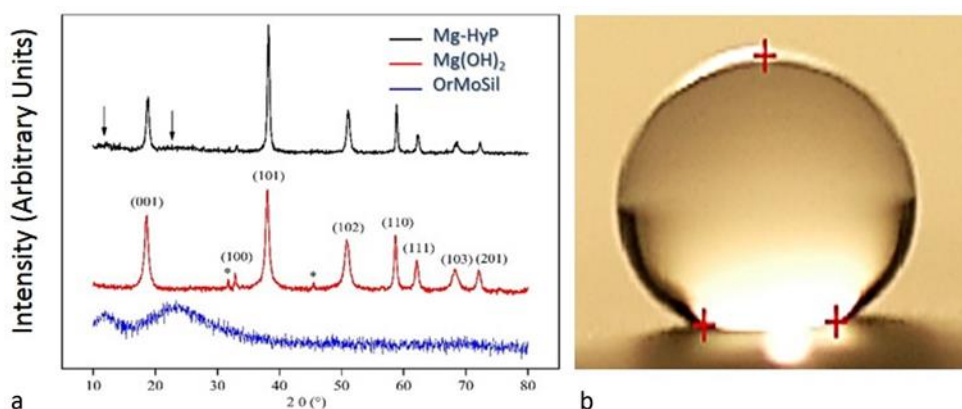 Intensity (Arbitrary Units)
Mg-HyP
Mg(OH)₂
OrMoSil
(001)
*
(100)
(101)
*
(102)
(110)
(111)
(103)
(201)
10 20 30 40 50 60 70 80
2 θ (°)
a
b